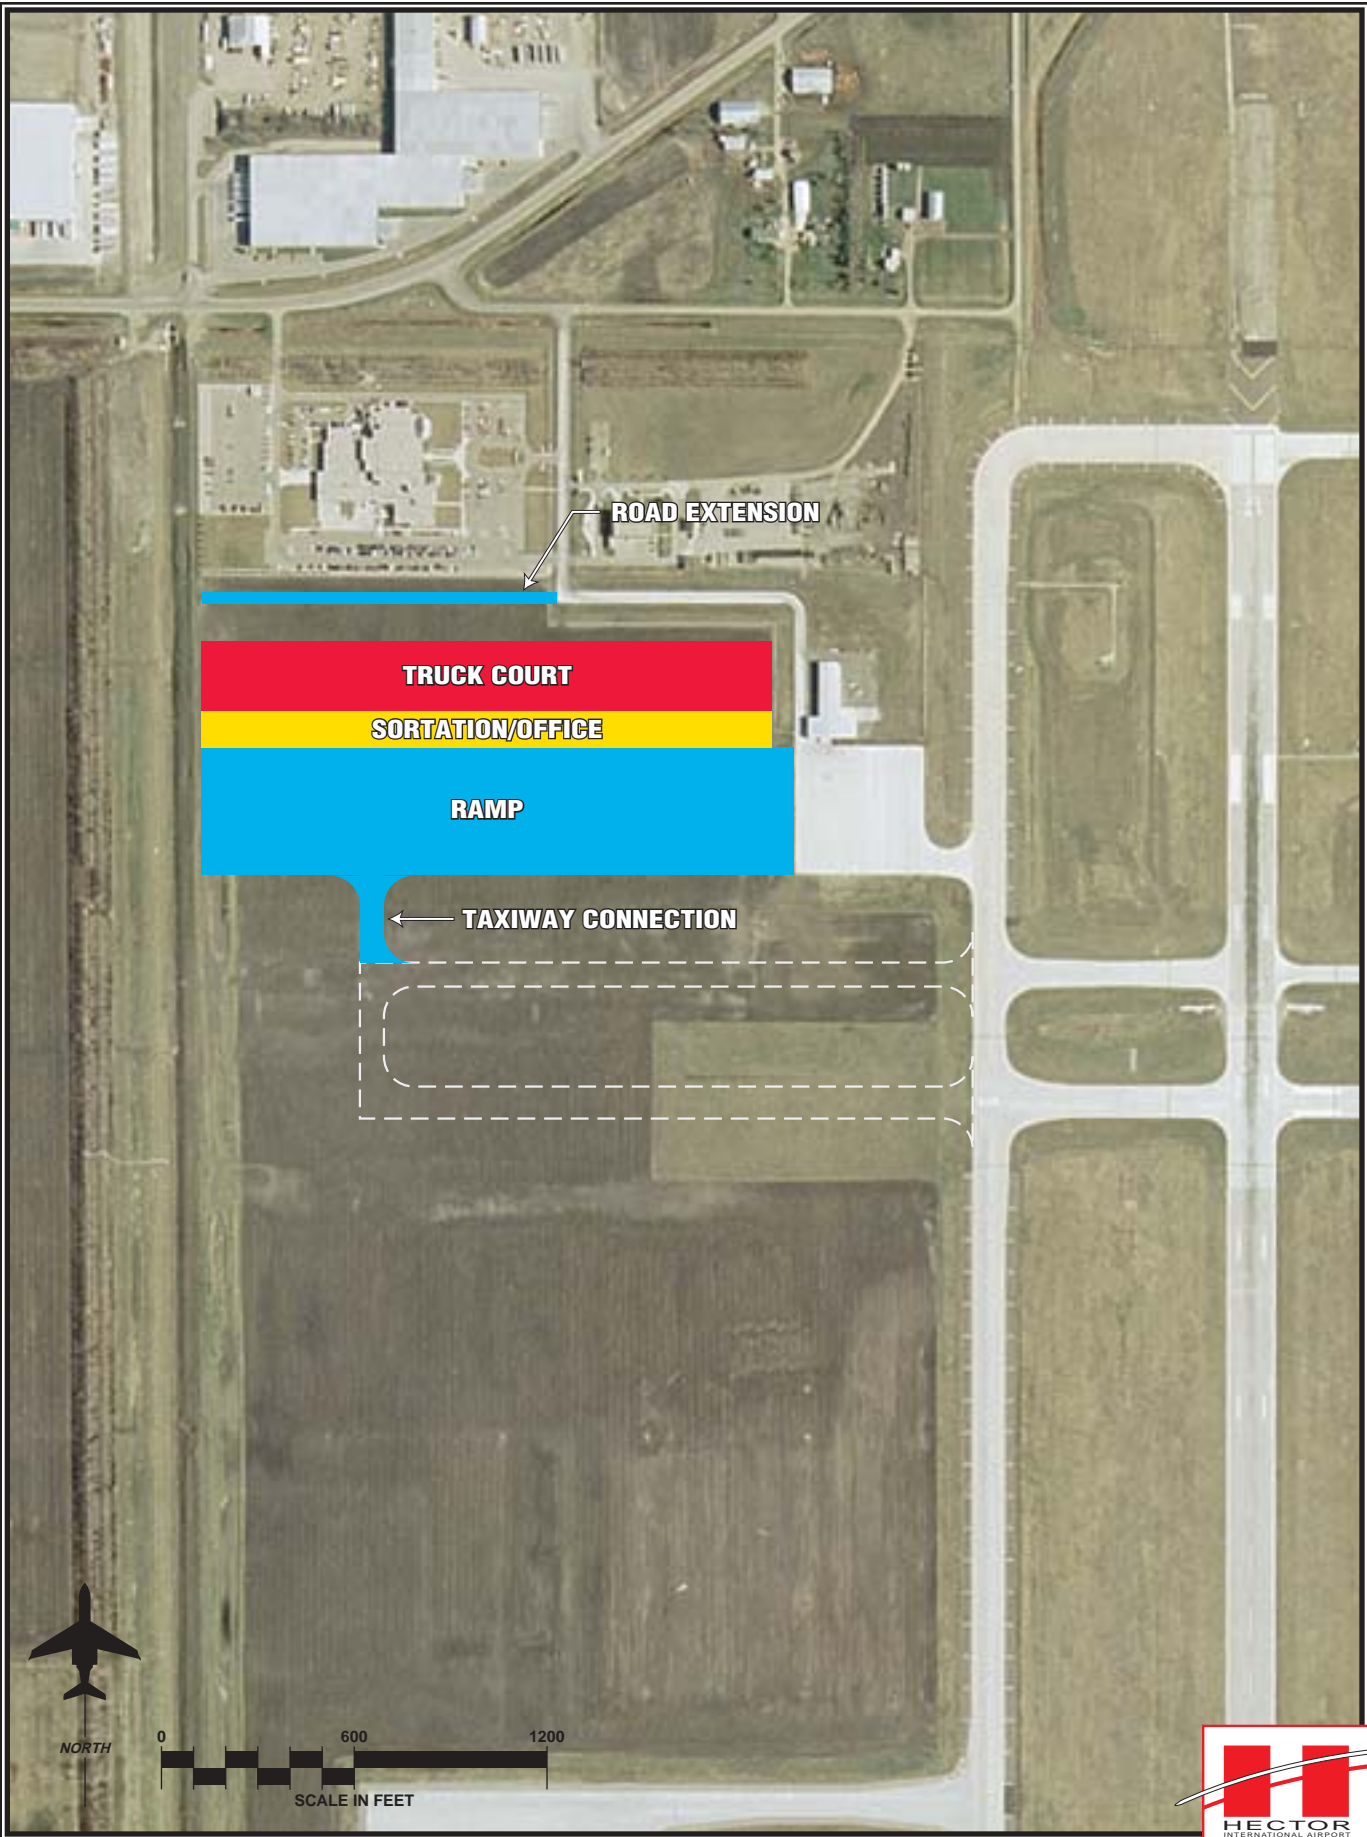 ROAD EXTENSION
TRUCK COURT
SORTATION/OFFICE
RAMP
TAXIWAY CONNECTION
NORTH
0 600 1200
SCALE IN FEET
HECTOR
INTERNATIONAL AIRPORT